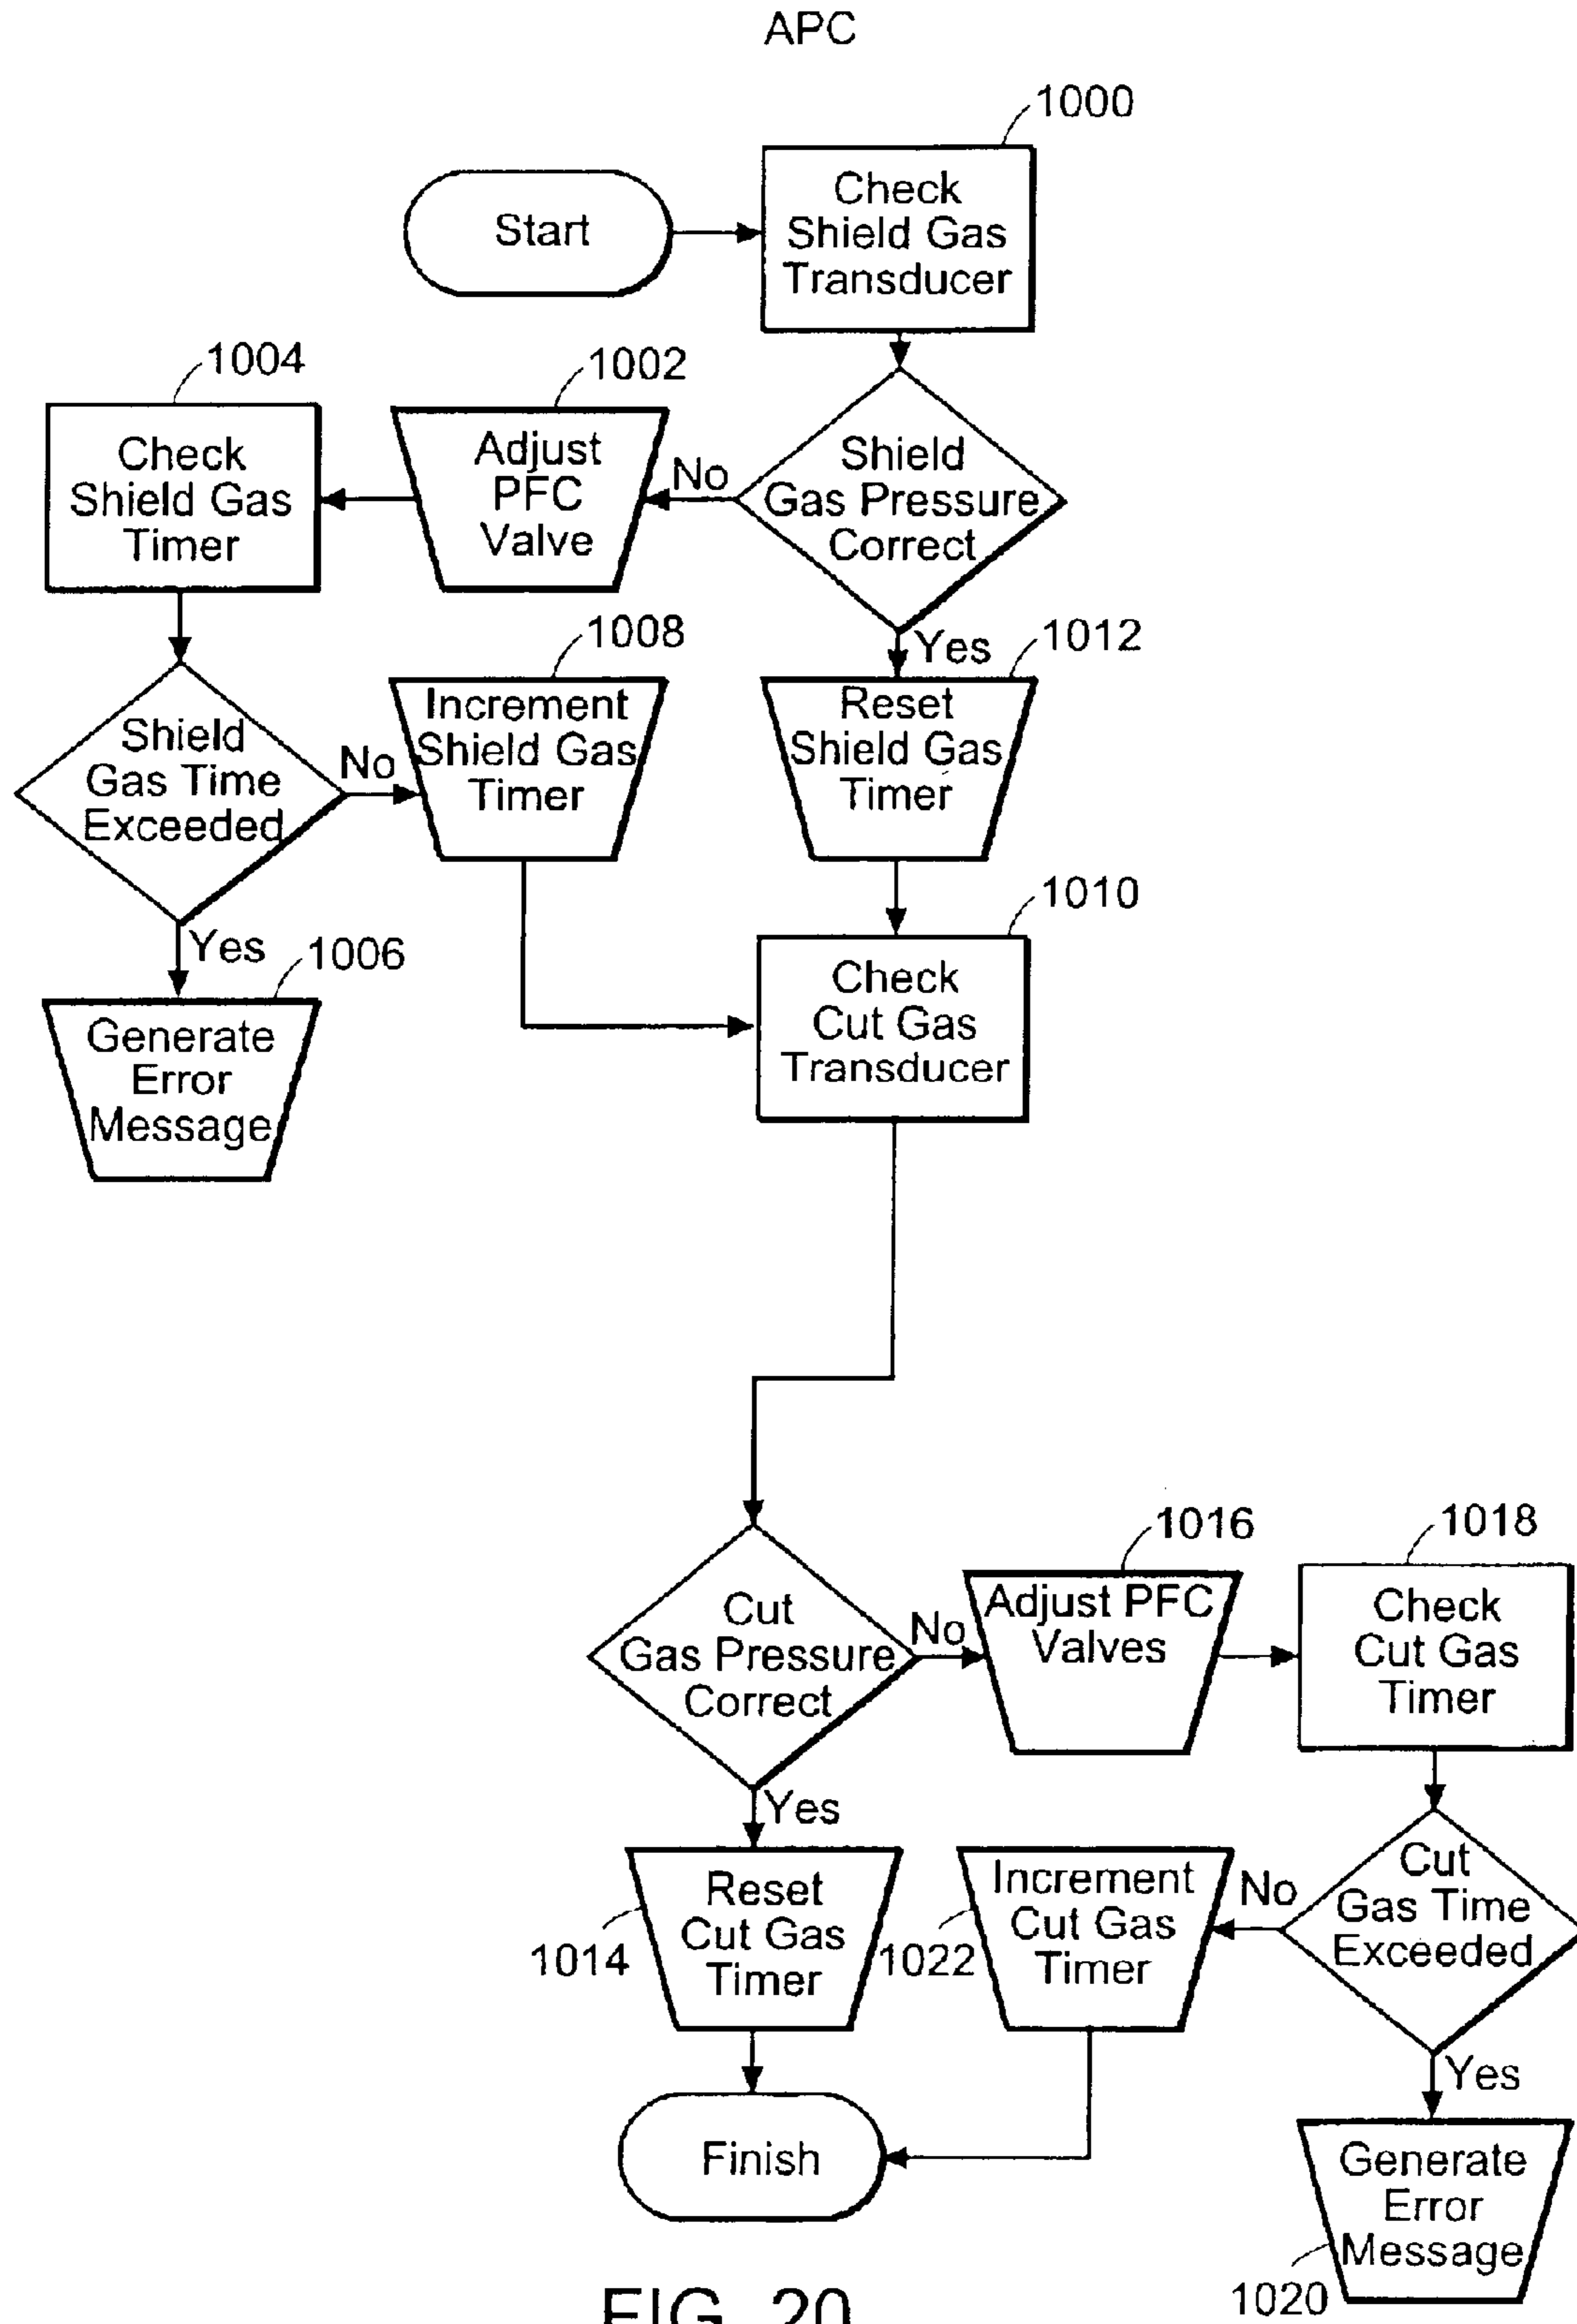 APC
1000
Start
Check
Shield Gas
Transducer
1004
1002
Check
Shield Gas
Timer
Adjust
PFC
Valve
No
Shield
Gas Pressure
Correct
1008
Yes
1012
Shield
Gas Time
Exceeded
No
Increment
Shield Gas
Timer
Reset
Shield Gas
Timer
1010
Yes
1006
Generate
Error
Message
Check
Cut Gas
Transducer
1016
1018
Cut
Gas Pressure
Correct
No
Adjust PFC
Valves
Check
Cut Gas
Timer
Yes
1014
Reset
Cut Gas
Timer
1022
Increment
Cut Gas
Timer
No
Cut
Gas Time
Exceeded
Yes
Finish
Generate
Error
Message
1020
FIG. 20